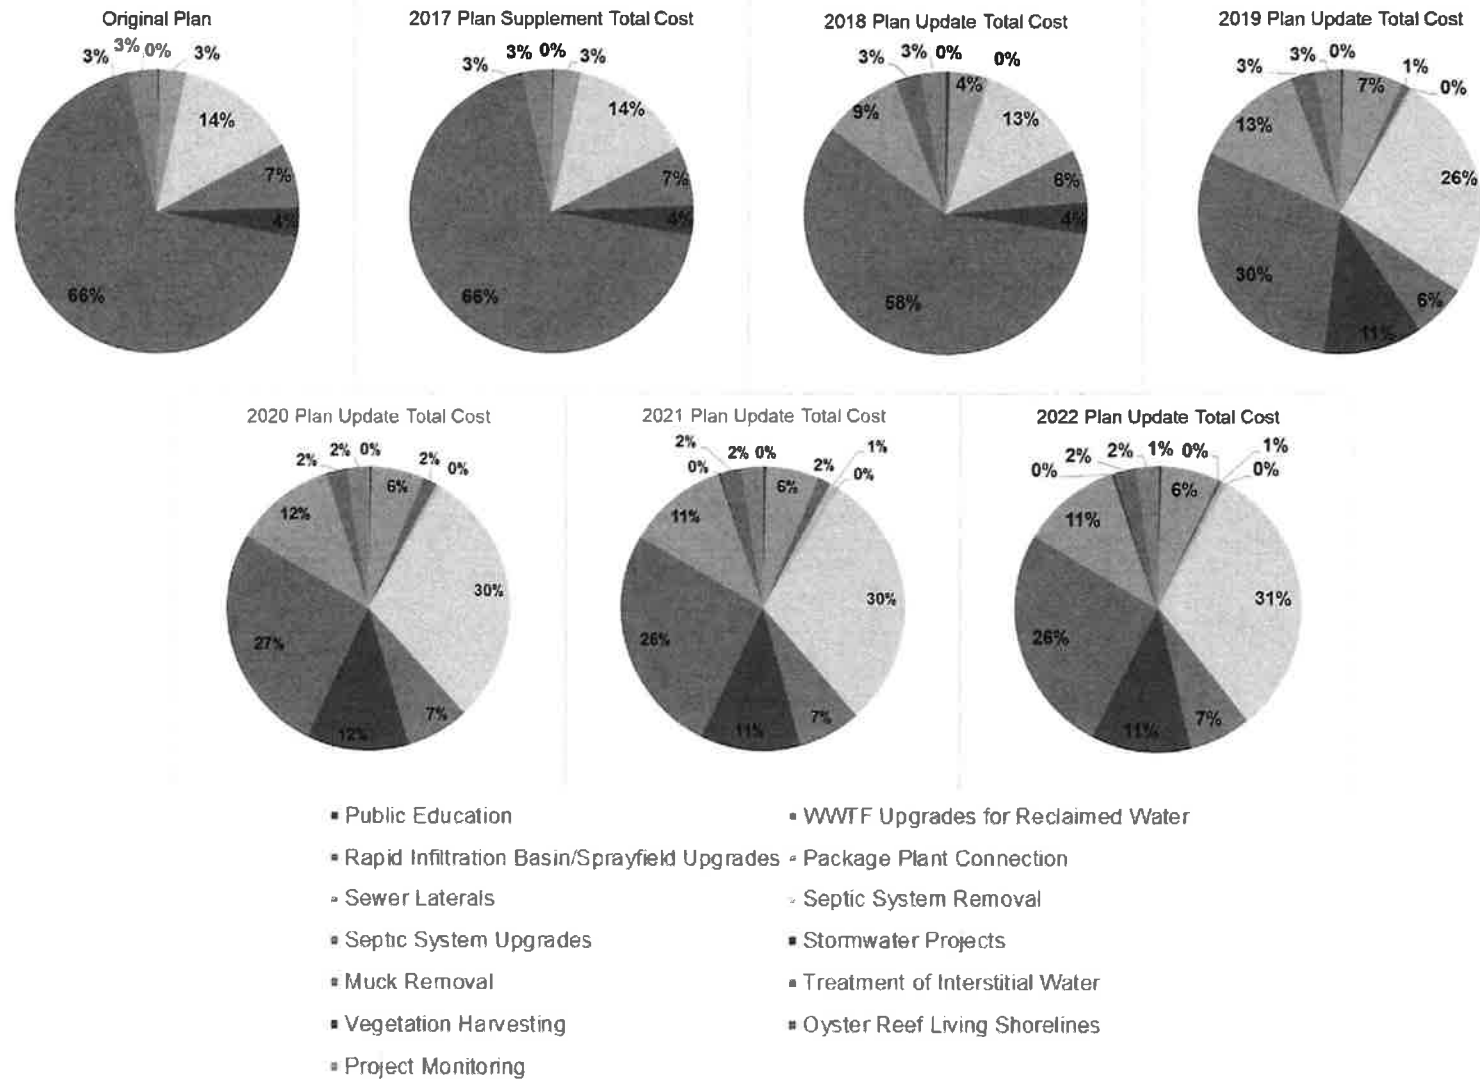 Original Plan
3% 3% 0% 3%
14%
7%
4%
66%
2017 Plan Supplement Total Cost
3% 3% 0% 3%
14%
7%
4%
66%
2018 Plan Update Total Cost
3% 3% 0% 0%
4%
9%
13%
6%
4%
58%
2019 Plan Update Total Cost
3% 3% 0% 1%
7% 0%
13%
26%
30%
6%
11%
2020 Plan Update Total Cost
2% 2% 0% 2% 0%
6%
12%
30%
27%
7%
12%
2021 Plan Update Total Cost
2% 1%
0% 2% 0% 2% 0%
6%
11%
30%
26%
7%
11%
2022 Plan Update Total Cost
0% 2% 2% 1% 0% 1%
0%
6%
11%
31%
26%
7%
11%
Public Education
WWTF Upgrades for Reclaimed Water
Rapid Infiltration Basin/Sprayfield Upgrades
Package Plant Connection
Sewer Laterals
Septic System Removal
Septic System Upgrades
Stormwater Projects
Muck Removal
Treatment of Interstitial Water
Vegetation Harvesting
Oyster Reef Living Shorelines
Project Monitoring